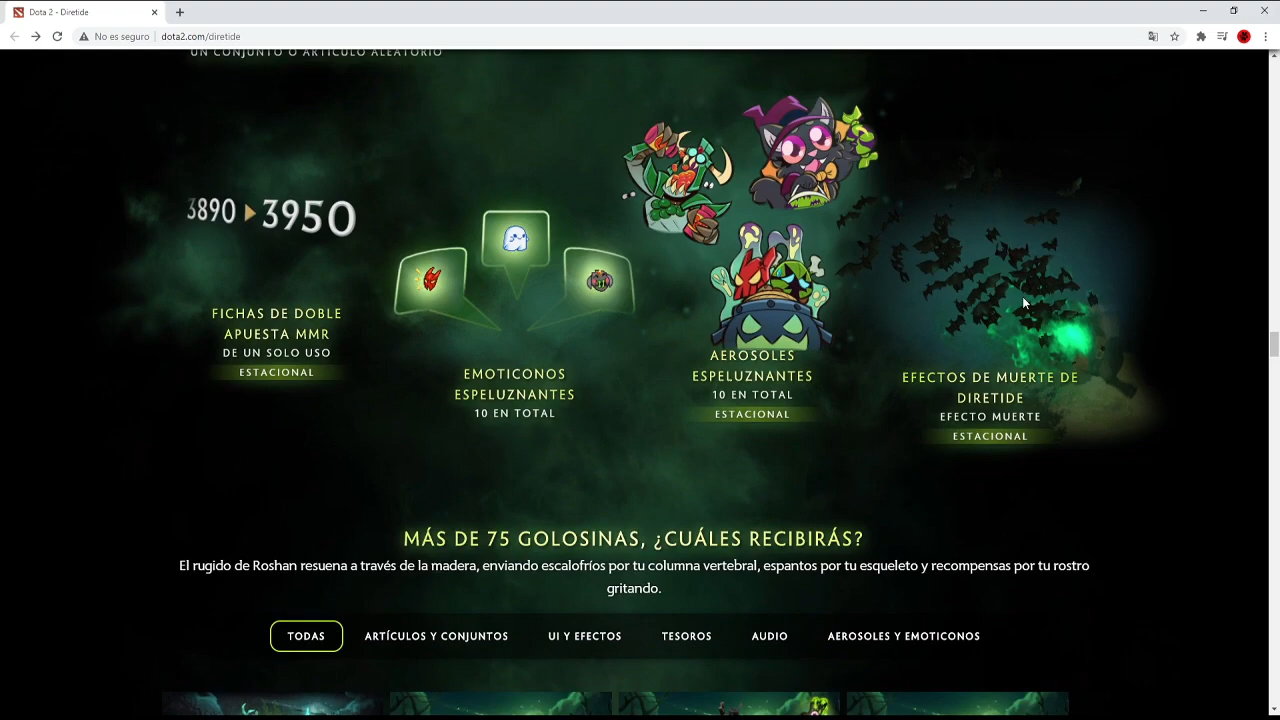 Dota 2 - Diretide
No es seguro
dota2.com/diretide
UN CONJUNTO O ARTÍCULO ALEATORIO
3890 3950
FICHAS DE DOBLE
APUESTA MMR
DE UN SOLO USO
ESTACIONAL
EMOTICONOS
ESPELUZNANTES
10 EN TOTAL
AEROSOLES
ESPELUZNANTES
10 EN TOTAL
ESTACIONAL
EFECTOS DE MUERTE DE
DIRETIDE
EFECTO MUERTE
ESTACIONAL
MÁS DE 75 GOLOSINAS, ¿CUÁLES RECIBIRÁS?
El rugido de Roshan resuena a través de la madera, enviando escalofríos por tu columna vertebral, espantos por tu esqueleto y recompensas por tu rostro
gritando.
TODAS ARTÍCULOS Y CONJUNTOS UI Y EFECTOS TESOROS AUDIO AEROSOLES Y EMOTICONOS